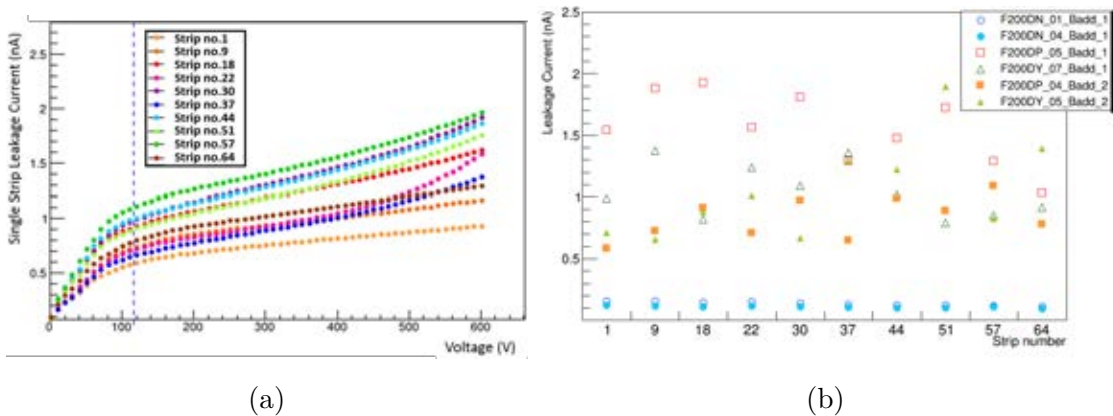 Single Strip Leakage Current (nA)
2.5
2
1.5
1
0.5
0
100
200
300
400
500
600
Voltage (V)
Strip no.1
Strip no.9
Strip no.18
Strip no.22
Strip no.30
Strip no.37
Strip no.44
Strip no.51
Strip no.57
Strip no.64
(a)
Leakage Current (nA)
2.5
2
1.5
1
0.5
F200DN_01_Badd_1
F200DN_04_Badd_1
F200DP_05_Badd_1
F200DY_07_Badd_1
F200DP_04_Badd_2
F200DY_05_Badd_2
1 9 18 22 30 37 44 51 57 64
Strip number
(b)